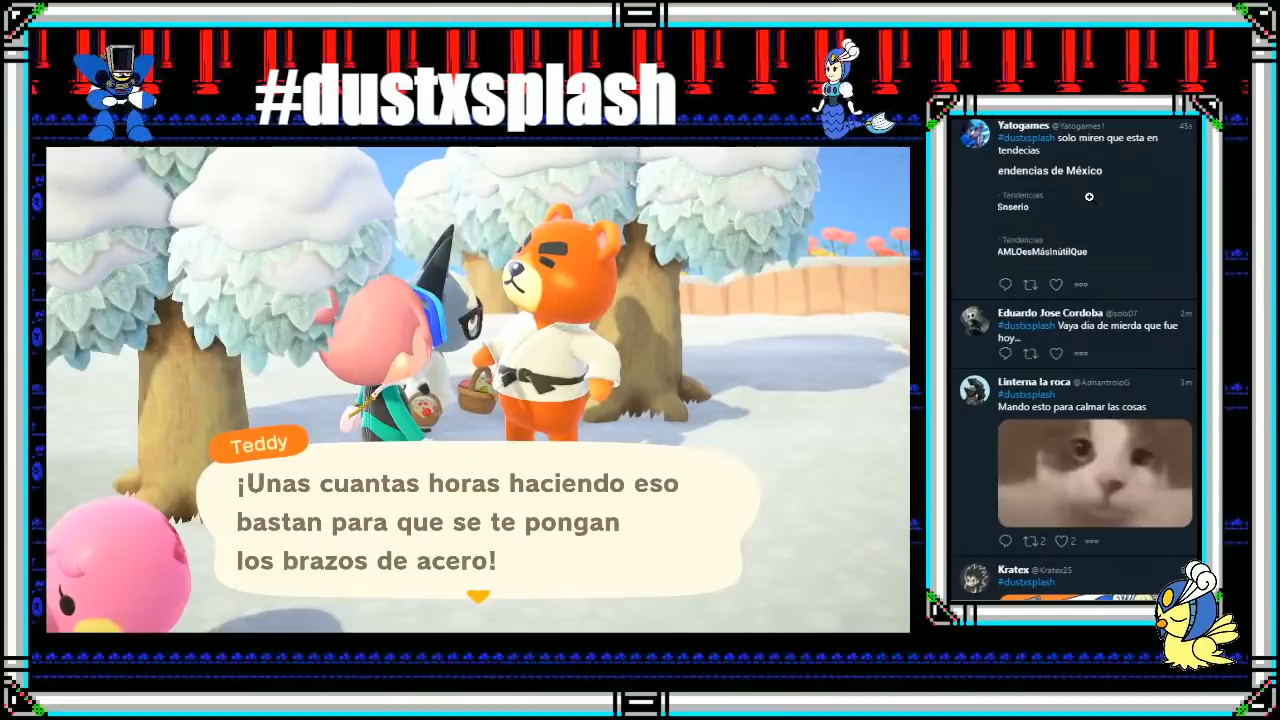 #dustxsplash
Teddy
¡Unas cuantas horas haciendo eso
bastan para que se te pongan
los brazos de acero!
Yatogames @Yatogames1 45s
#dustxsplash solo miren que esta en
tendecias
endencias de México
· Tendencias
Snserio
· Tendencias
AMLOesMásInútilQue
Eduardo Jose Cordoba @soix07 2m
#dustxsplash Vaya día de mierda que fue
hoy...
Linterna la roca @AdriantroloG 3m
#dustxsplash
Mando esto para calmar las cosas
2 2
Kratex @Kratex25
#dustxsplash